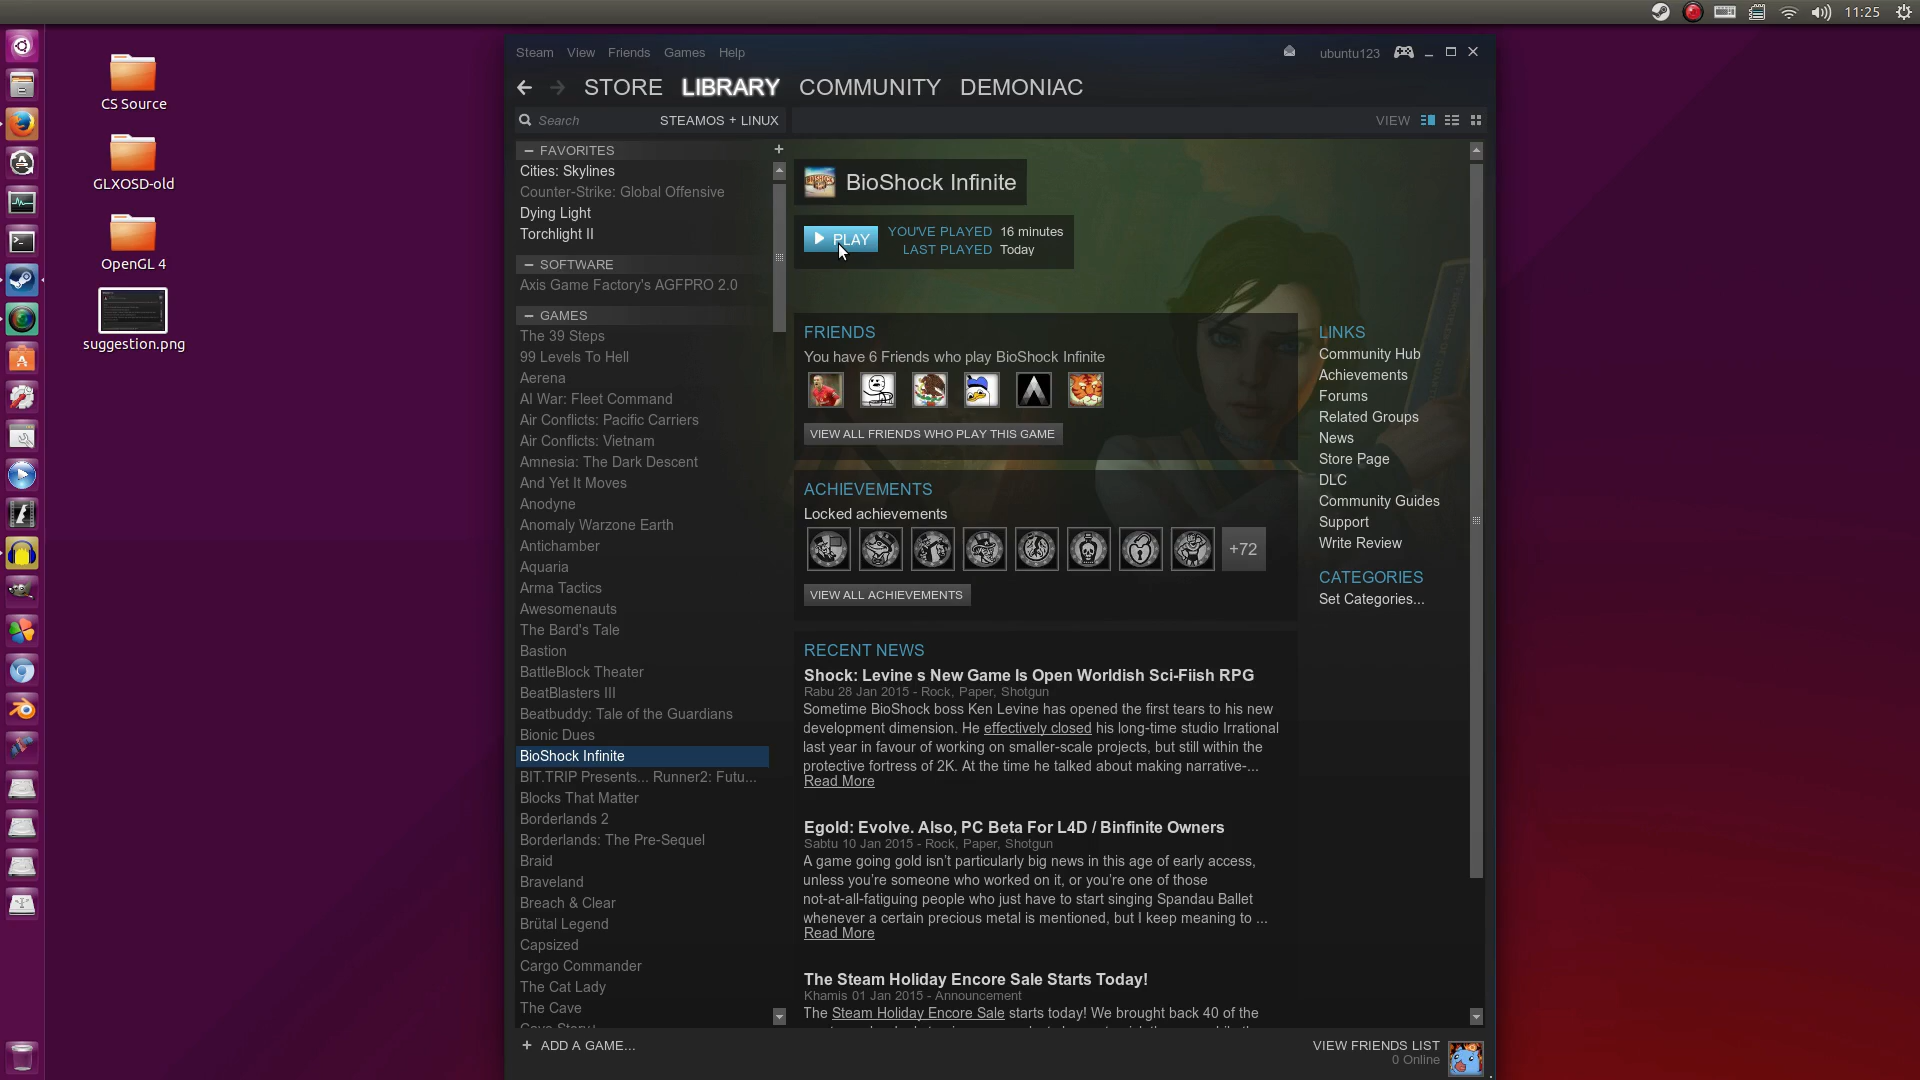 11:25
CS Source
GLXOSD-old
OpenGL 4
suggestion.png
Steam View Friends Games Help
ubuntu123
STORE LIBRARY COMMUNITY DEMONIAC
Search STEAMOS + LINUX
VIEW
FAVORITES
Cities: Skylines
Counter-Strike: Global Offensive
Dying Light
Torchlight II
SOFTWARE
Axis Game Factory's AGFPRO 2.0
GAMES
The 39 Steps
99 Levels To Hell
Aerena
AI War: Fleet Command
Air Conflicts: Pacific Carriers
Air Conflicts: Vietnam
Amnesia: The Dark Descent
And Yet It Moves
Anodyne
Anomaly Warzone Earth
Antichamber
Aquaria
Arma Tactics
Awesomenauts
The Bard's Tale
Bastion
BattleBlock Theater
BeatBlasters III
Beatbuddy: Tale of the Guardians
Bionic Dues
BioShock Infinite
BIT.TRIP Presents... Runner2: Futu...
Blocks That Matter
Borderlands 2
Borderlands: The Pre-Sequel
Braid
Braveland
Breach & Clear
Brütal Legend
Capsized
Cargo Commander
The Cat Lady
The Cave
Cave Story+
+ ADD A GAME...
BioShock Infinite
PLAY
YOU'VE PLAYED 16 minutes
LAST PLAYED Today
FRIENDS
You have 6 Friends who play BioShock Infinite
VIEW ALL FRIENDS WHO PLAY THIS GAME
ACHIEVEMENTS
Locked achievements
+72
VIEW ALL ACHIEVEMENTS
RECENT NEWS
Shock: Levine s New Game Is Open Worldish Sci-Fiish RPG
Rabu 28 Jan 2015 - Rock, Paper, Shotgun
Sometime BioShock boss Ken Levine has opened the first tears to his new
development dimension. He effectively closed his long-time studio Irrational
last year in favour of working on smaller-scale projects, but still within the
protective fortress of 2K. At the time he talked about making narrative-...
Read More
Egold: Evolve. Also, PC Beta For L4D / Binfinite Owners
Sabtu 10 Jan 2015 - Rock, Paper, Shotgun
A game going gold isn't particularly big news in this age of early access,
unless you're someone who worked on it, or you're one of those
not-at-all-fatiguing people who just have to start singing Spandau Ballet
whenever a certain precious metal is mentioned, but I keep meaning to ...
Read More
The Steam Holiday Encore Sale Starts Today!
Khamis 01 Jan 2015 - Announcement
The Steam Holiday Encore Sale starts today! We brought back 40 of the
LINKS
Community Hub
Achievements
Forums
Related Groups
News
Store Page
DLC
Community Guides
Support
Write Review
CATEGORIES
Set Categories...
VIEW FRIENDS LIST
0 Online